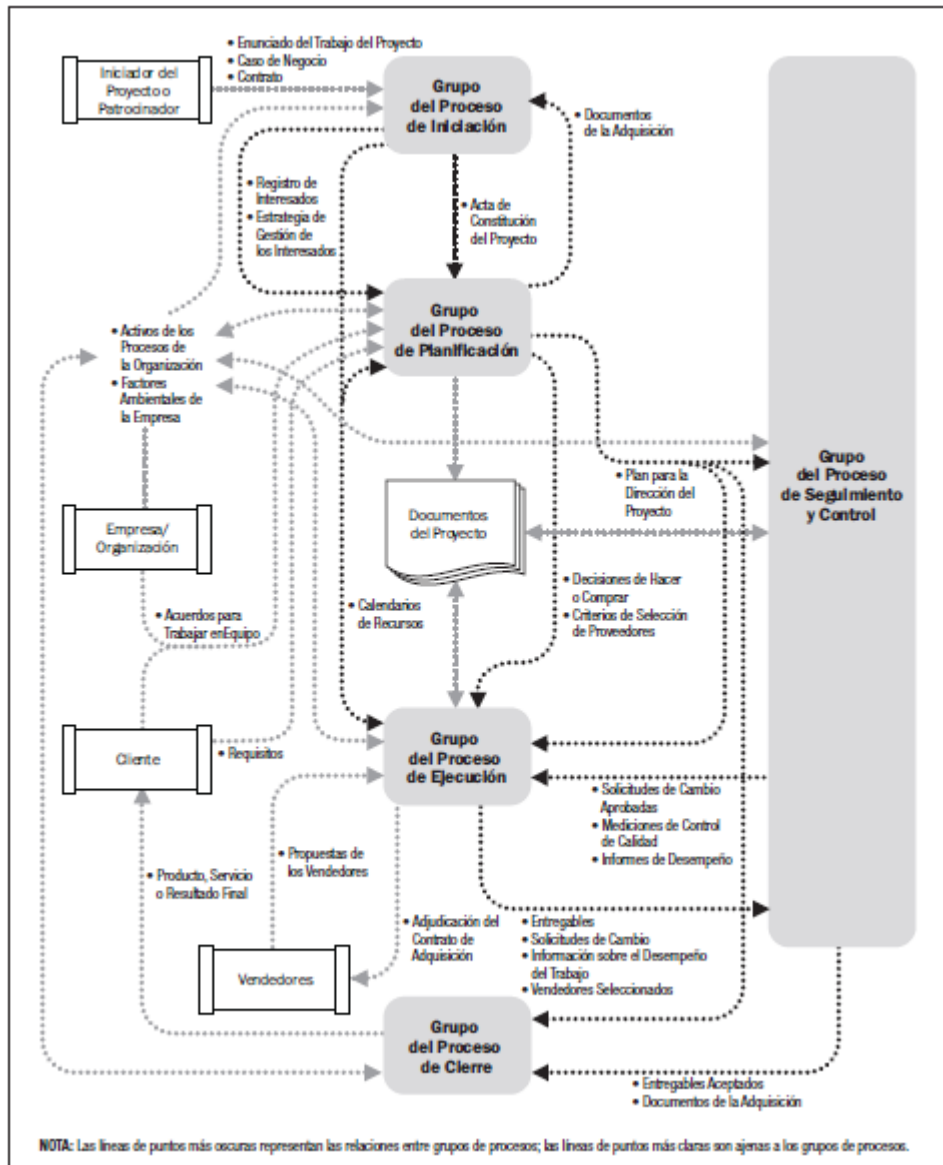 • Enunciado del Trabajo del Proyecto
• Caso de Negocio
• Contrato
Iniciador del
Proyecto o
Patrocinador
Grupo
del Proceso
de Iniciación
• Documentos
de la Adquisición
• Registro de
Interesados
• Estrategia de
Gestión de
los Interesados
• Acta de
Constitución
del Proyecto
Grupo
del Proceso
de Planificación
• Activos de los
Procesos de
la Organización
• Factores
Ambientales de
la Empresa
Grupo
del Proceso
de Seguimiento
y Control
• Plan para la
Dirección del
Proyecto
Documentos
del Proyecto
Empresa/
Organización
• Decisiones de Hacer
o Comprar
• Criterios de Selección
de Proveedores
• Calendarios
de Recursos
• Acuerdos para
Trabajar enEquipo
Cliente
• Requisitos
Grupo
del Proceso
de Ejecución
• Solicitudes de Cambio
Aprobadas
• Mediciones de Control
de Calidad
• Informes de Desempeño
• Propuestas de
los Vendedores
• Producto, Servicio
o Resultado Final
• Adjudicación del
Contrato de
Adquisición
• Entregables
• Solicitudes de Cambio
• Información sobre el Desempeño
del Trabajo
• Vendedores Seleccionados
Vendedores
Grupo
del Proceso
de Cierre
• Entregables Aceptados
• Documentos de la Adquisición
NOTA: Las líneas de puntos más oscuras representan las relaciones entre grupos de procesos; las líneas de puntos más claras son ajenas a los grupos de procesos.